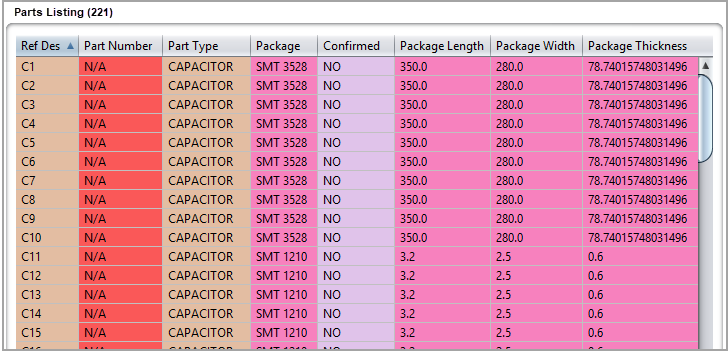 Parts Listing (221)
Ref Des Part Number Part Type Package Confirmed Package Length Package Width Package Thickness
C1 N/A CAPACITOR SMT 3528 NO 350.0 280.0 78.74015748031496
C2 N/A CAPACITOR SMT 3528 NO 350.0 280.0 78.74015748031496
C3 N/A CAPACITOR SMT 3528 NO 350.0 280.0 78.74015748031496
C4 N/A CAPACITOR SMT 3528 NO 350.0 280.0 78.74015748031496
C5 N/A CAPACITOR SMT 3528 NO 350.0 280.0 78.74015748031496
C6 N/A CAPACITOR SMT 3528 NO 350.0 280.0 78.74015748031496
C7 N/A CAPACITOR SMT 3528 NO 350.0 280.0 78.74015748031496
C8 N/A CAPACITOR SMT 3528 NO 350.0 280.0 78.74015748031496
C9 N/A CAPACITOR SMT 3528 NO 350.0 280.0 78.74015748031496
C10 N/A CAPACITOR SMT 3528 NO 350.0 280.0 78.74015748031496
C11 N/A CAPACITOR SMT 1210 NO 3.2 2.5 0.6
C12 N/A CAPACITOR SMT 1210 NO 3.2 2.5 0.6
C13 N/A CAPACITOR SMT 1210 NO 3.2 2.5 0.6
C14 N/A CAPACITOR SMT 1210 NO 3.2 2.5 0.6
C15 N/A CAPACITOR SMT 1210 NO 3.2 2.5 0.6